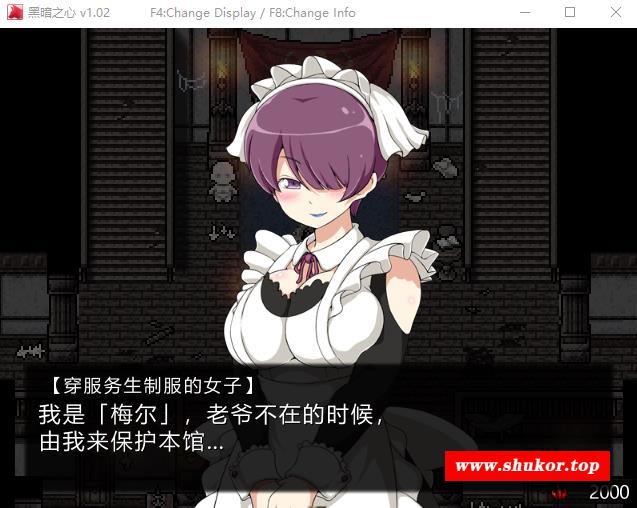 黑暗之心 v1.02 F4:Change Display / F8:Change Info
【穿服务生制服的女子】
我是「梅尔」，老爷不在的时候，
由我来保护本馆...
www.shukor.top
2000